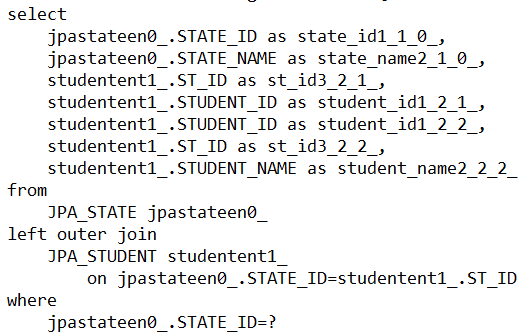 select
jpastateen0_.STATE_ID as state_id1_1_0_,
jpastateen0_.STATE_NAME as state_name2_1_0_,
studentent1_.ST_ID as st_id3_2_1_,
studentent1_.STUDENT_ID as student_id1_2_1_,
studentent1_.STUDENT_ID as student_id1_2_2_,
studentent1_.ST_ID as st_id3_2_2_,
studentent1_.STUDENT_NAME as student_name2_2_2_
from
JPA_STATE jpastateen0_
left outer join
JPA_STUDENT studentent1_
on jpastateen0_.STATE_ID=studentent1_.ST_ID
where
jpastateen0_.STATE_ID=?